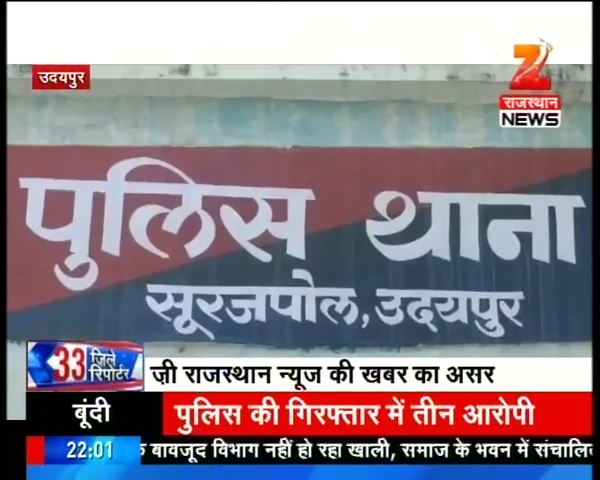 उदयपुर
Z
राजस्थान
NEWS
पुलिस थाना
सूरजपोल, उदयपुर
33 जिले रिपोर्टर
ज़ी राजस्थान न्यूज की खबर का असर
बूंदी
पुलिस की गिरफ्तार में तीन आरोपी
22:01
के बावजूद विभाग नहीं हो रहा खाली, समाज के भवन में